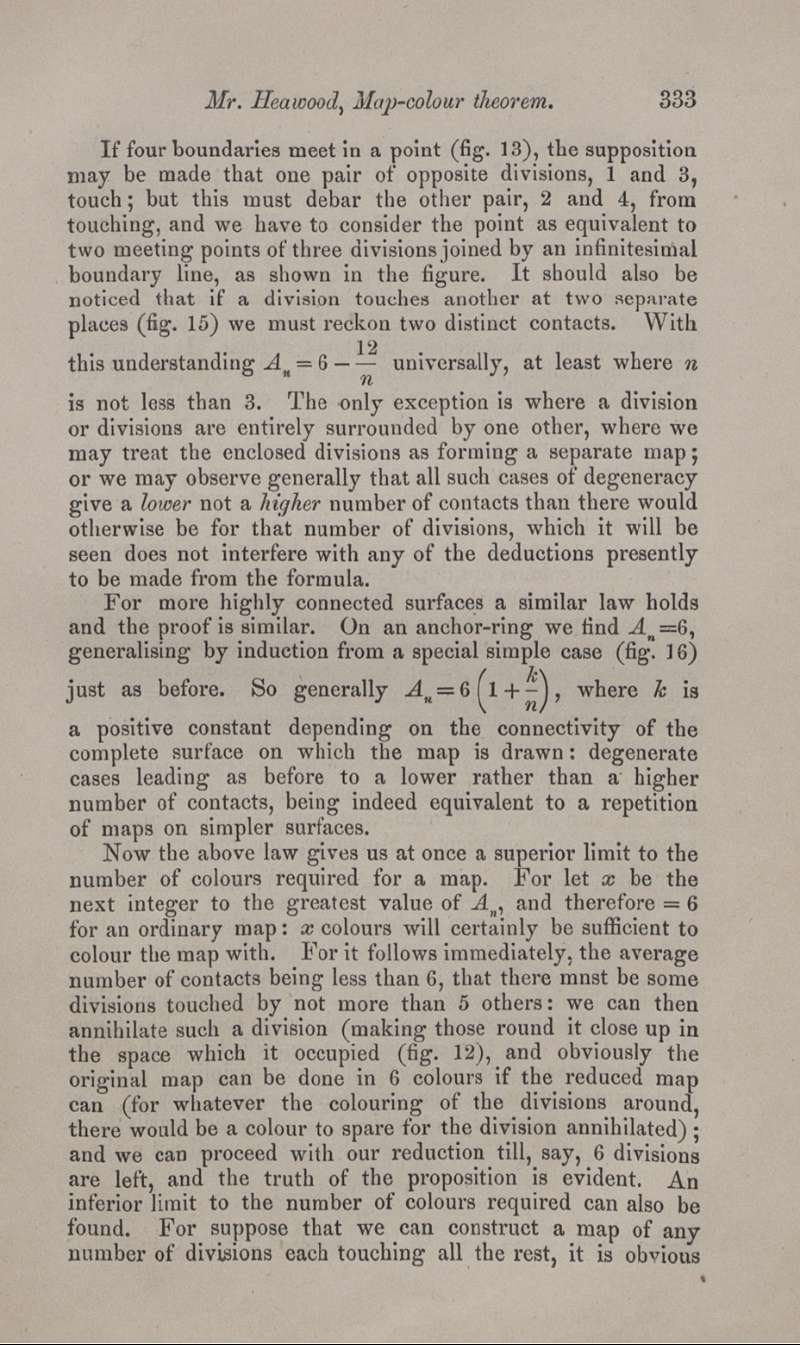 Mr. Heawood, Map-colour theorem. 333
If four boundaries meet in a point (fig. 13), the supposition
may be made that one pair of opposite divisions, 1 and 3,
touch; but this must debar the other pair, 2 and 4, from
touching, and we have to consider the point as equivalent to
two meeting points of three divisions joined by an infinitesimal
boundary line, as shown in the figure. It should also be
noticed that if a division touches another at two separate
places (fig. 15) we must reckon two distinct contacts. With
this understanding Aₙ = 6 − 12/n universally, at least where n
is not less than 3. The only exception is where a division
or divisions are entirely surrounded by one other, where we
may treat the enclosed divisions as forming a separate map;
or we may observe generally that all such cases of degeneracy
give a lower not a higher number of contacts than there would
otherwise be for that number of divisions, which it will be
seen does not interfere with any of the deductions presently
to be made from the formula.
For more highly connected surfaces a similar law holds
and the proof is similar. On an anchor-ring we find Aₙ=6,
generalising by induction from a special simple case (fig. 16)
just as before. So generally Aₙ = 6 (1 + k/n), where k is
a positive constant depending on the connectivity of the
complete surface on which the map is drawn: degenerate
cases leading as before to a lower rather than a higher
number of contacts, being indeed equivalent to a repetition
of maps on simpler surfaces.
Now the above law gives us at once a superior limit to the
number of colours required for a map. For let x be the
next integer to the greatest value of Aₙ, and therefore = 6
for an ordinary map: x colours will certainly be sufficient to
colour the map with. For it follows immediately, the average
number of contacts being less than 6, that there mnst be some
divisions touched by not more than 5 others: we can then
annihilate such a division (making those round it close up in
the space which it occupied (fig. 12), and obviously the
original map can be done in 6 colours if the reduced map
can (for whatever the colouring of the divisions around,
there would be a colour to spare for the division annihilated);
and we can proceed with our reduction till, say, 6 divisions
are left, and the truth of the proposition is evident. An
inferior limit to the number of colours required can also be
found. For suppose that we can construct a map of any
number of divisions each touching all the rest, it is obvious